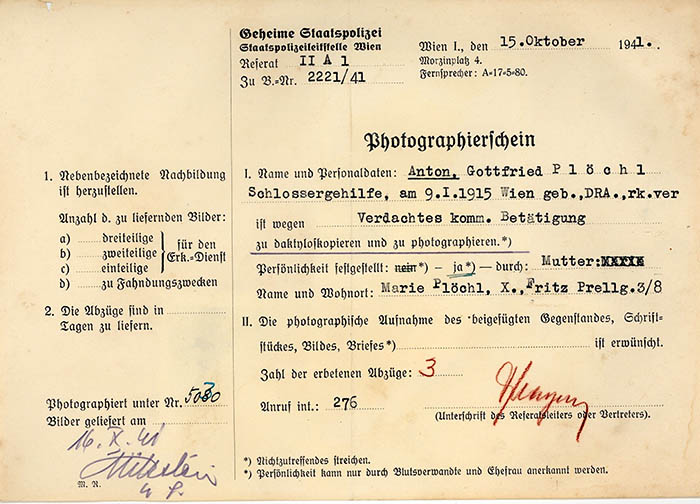 Geheime Staatspolizei
Staatspolizeileitstelle Wien
Referat II A 1
Zu B.-Nr. 2221/41
Wien I., den 15.Oktober 1941.
Morzinplatz 4.
Fernsprecher: A=17=5=80.
Photographierschein
1. Nebenbezeichnete Nachbildung
ist herzustellen.
Anzahl d. zu liefernden Bilder:
a) dreiteilige
b) zweiteilige
c) einteilige
für den
Erk.=Dienst
d) zu Fahndungszwecken
2. Die Abzüge sind in
Tagen zu liefern.
Photographiert unter Nr. 5030
Bilder geliefert am
16. X. 41
M. R.
I. Name und Personaldaten: Anton, Gottfried P l ö c h l
Schlossergehilfe, am 9.I.1915 Wien geb.,DRA.,rk.ver
ist wegen Verdachtes komm. Betätigung
zu daktyloskopieren und zu photographieren.*)
Persönlichkeit festgestellt: nein*) – ja*) — durch: Mutter:
Name und Wohnort: Marie Plöchl, X.,Fritz Prellg.3/8
II. Die photographische Aufnahme des beigefügten Gegenstandes, Schrift=
stückes, Bildes, Briefes*) ist erwünscht.
Zahl der erbetenen Abzüge: 3
Anruf int.: 276
(Unterschrift des Referatsleiters oder Vertreters).
*) Nichtzutreffendes streichen.
*) Persönlichkeit kann nur durch Blutsverwandte und Ehefrau anerkannt werden.